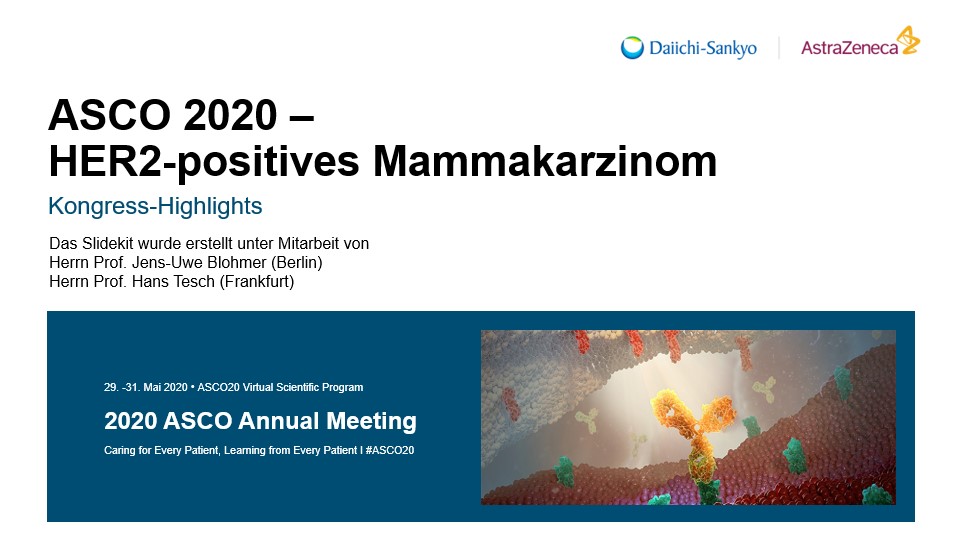 Daiichi-Sankyo
AstraZeneca
ASCO 2020 –
HER2-positives Mammakarzinom
Kongress-Highlights
Das Slidekit wurde erstellt unter Mitarbeit von
Herrn Prof. Jens-Uwe Blohmer (Berlin)
Herrn Prof. Hans Tesch (Frankfurt)
29. -31. Mai 2020 • ASCO20 Virtual Scientific Program
2020 ASCO Annual Meeting
Caring for Every Patient, Learning from Every Patient I #ASCO20